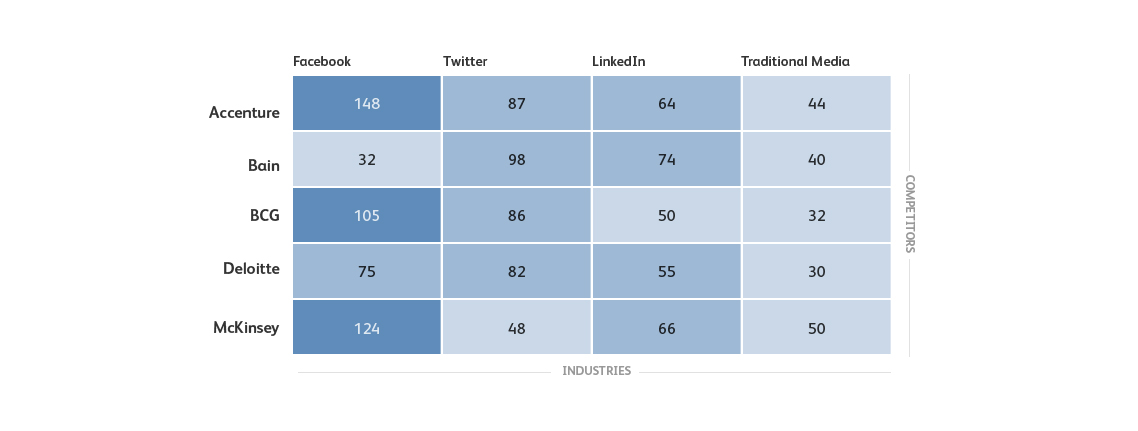 Facebook Twitter LinkedIn Traditional Media
Accenture 148 87 64 44
Bain 32 98 74 40
BCG 105 86 50 32
Deloitte 75 82 55 30
McKinsey 124 48 66 50
COMPETITORS
INDUSTRIES